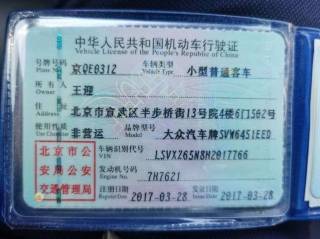 中华人民共和国机动车行驶证
Vehicle License of the People's Republic of China
号牌号码 京QE0312 车辆类型 小型普通客车
Plate No. Vehicle Type
所有人 王迎
Owner
住址 北京市宣武区半步桥街13号院4楼6门1502号
Address
使用性质 非营运 品牌型号 大众汽车牌SVW6451EED
Use Character Model
北京市公安局公安交通管理局
车辆识别代号 LSVXZ65N8H2017766
VIN
发动机号码 7H7621
Engine No.
注册日期 2017-03-28 发证日期 2017-03-28
Register Date Issue Date